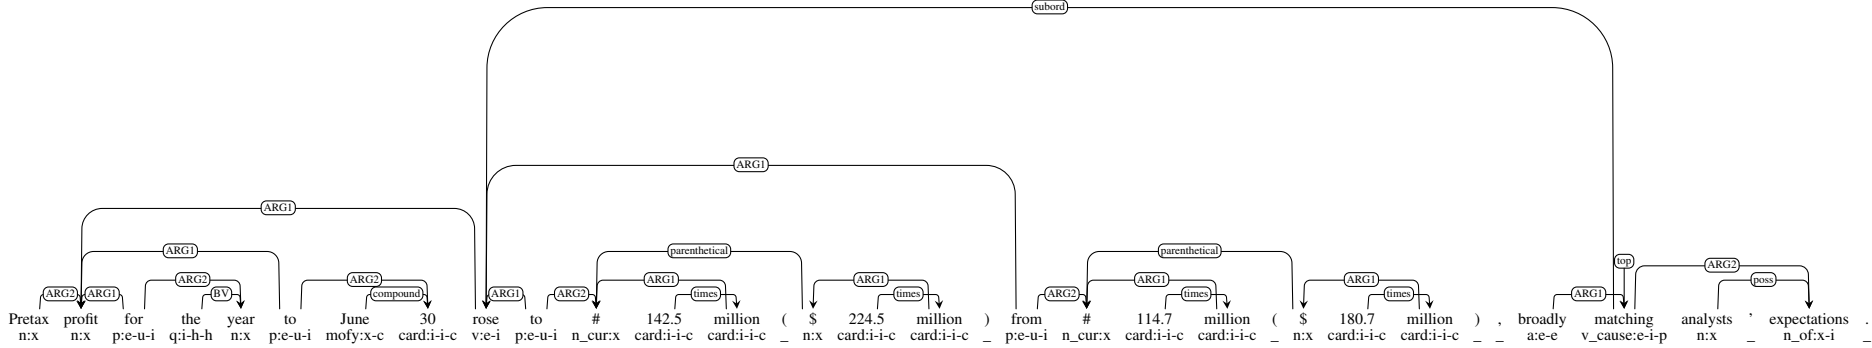 subord
ARG1
ARG1
ARG1 parenthetical parenthetical
top ARG2
ARG2 ARG2 ARG1 ARG1 ARG1 ARG1 poss
ARG2 ARG1 BV compound ARG1 ARG2 times times ARG2 times times ARG1
Pretax profit for the year to June 30 rose to # 142.5 million ( $ 224.5 million ) from # 114.7 million ( $ 180.7 million ) , broadly matching analysts ' expectations .
n:x n:x p:e-u-i q:i-h-h n:x p:e-u-i mofy:x-c card:i-i-c v:e-i p:e-u-i n_cur:x card:i-i-c card:i-i-c _ n:x card:i-i-c card:i-i-c _ p:e-u-i n_cur:x card:i-i-c card:i-i-c _ n:x card:i-i-c card:i-i-c _ _ a:e-e v_cause:e-i-p n:x _ n_of:x-i _